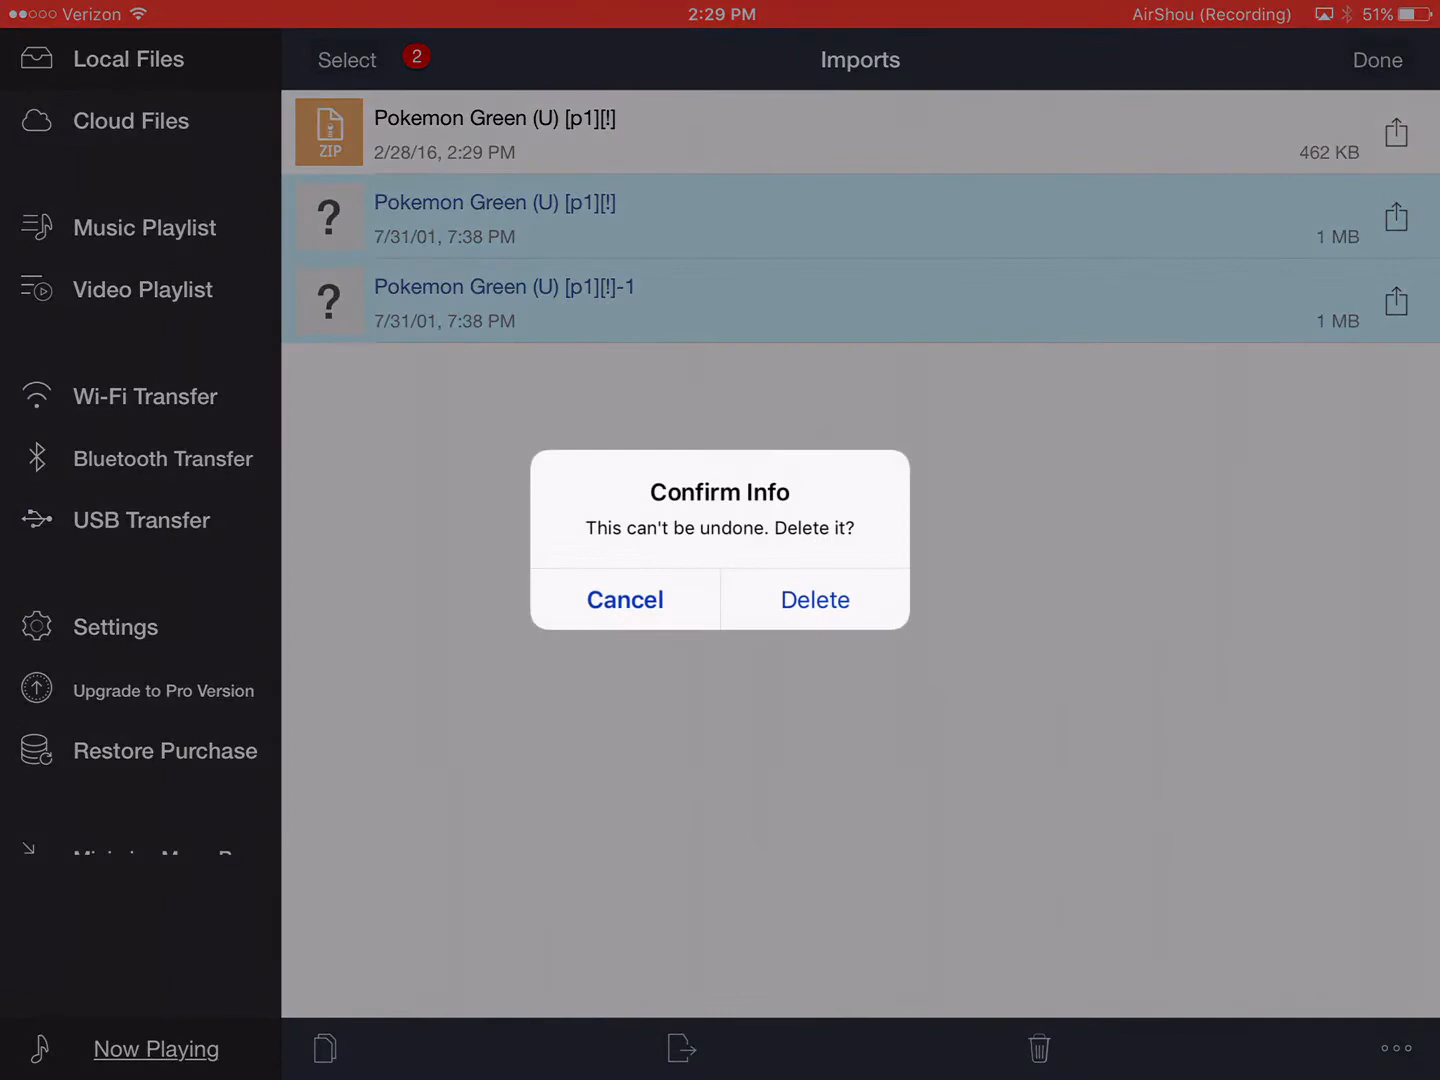 Verizon 2:29 PM AirShou (Recording) 51%
Local Files
Cloud Files
Music Playlist
Video Playlist
Wi-Fi Transfer
Bluetooth Transfer
USB Transfer
Settings
Upgrade to Pro Version
Restore Purchase
Now Playing
Select 2 Imports Done
ZIP
Pokemon Green (U) [p1][!]
2/28/16, 2:29 PM 462 KB
? Pokemon Green (U) [p1][!]
7/31/01, 7:38 PM 1 MB
? Pokemon Green (U) [p1][!]-1
7/31/01, 7:38 PM 1 MB
Confirm Info
This can't be undone. Delete it?
Cancel Delete